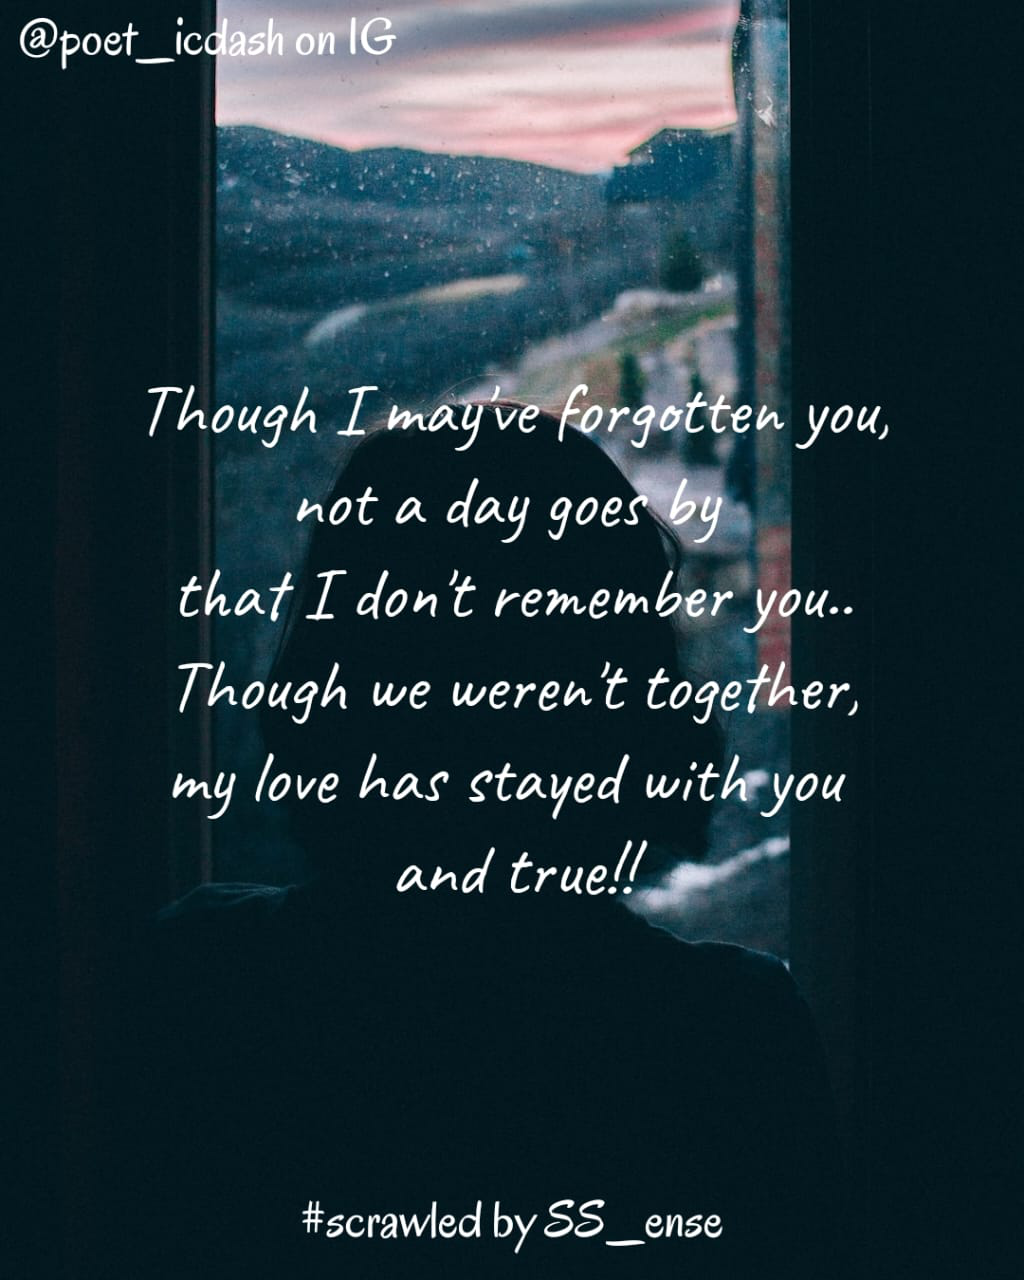 @poet_icdash on IG
Though I may've forgotten you,
not a day goes by
that I don't remember you..
Though we weren't together,
my love has stayed with you
and true!!
#scrawled by SS_ense